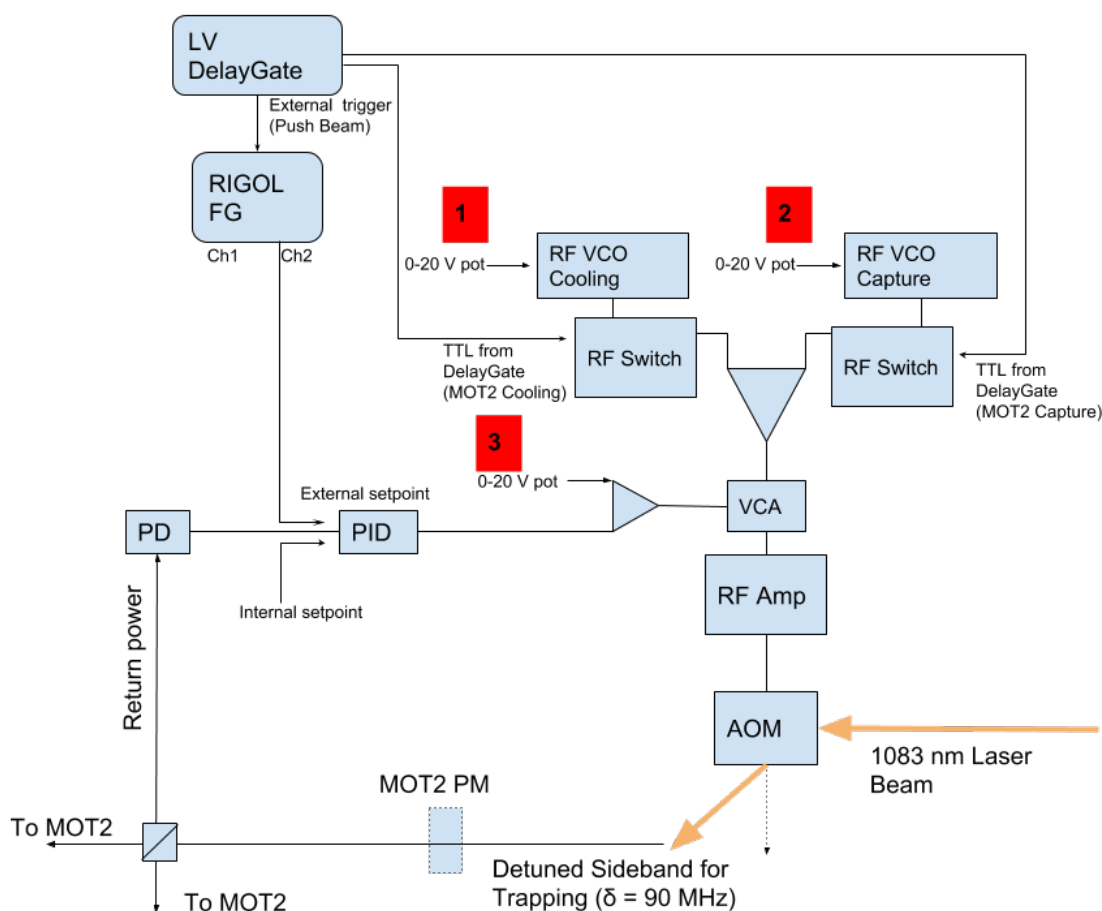 LV
DelayGate
External trigger
(Push Beam)
RIGOL
FG
Ch1
Ch2
1
2
0-20 V pot
RF VCO
Cooling
0-20 V pot
RF VCO
Capture
TTL from
DelayGate
(MOT2 Cooling)
RF Switch
RF Switch
TTL from
DelayGate
(MOT2 Capture)
3
0-20 V pot
External setpoint
PD
PID
VCA
Internal setpoint
RF Amp
Return power
AOM
1083 nm Laser
Beam
MOT2 PM
To MOT2
Detuned Sideband for
Trapping (δ = 90 MHz)
To MOT2